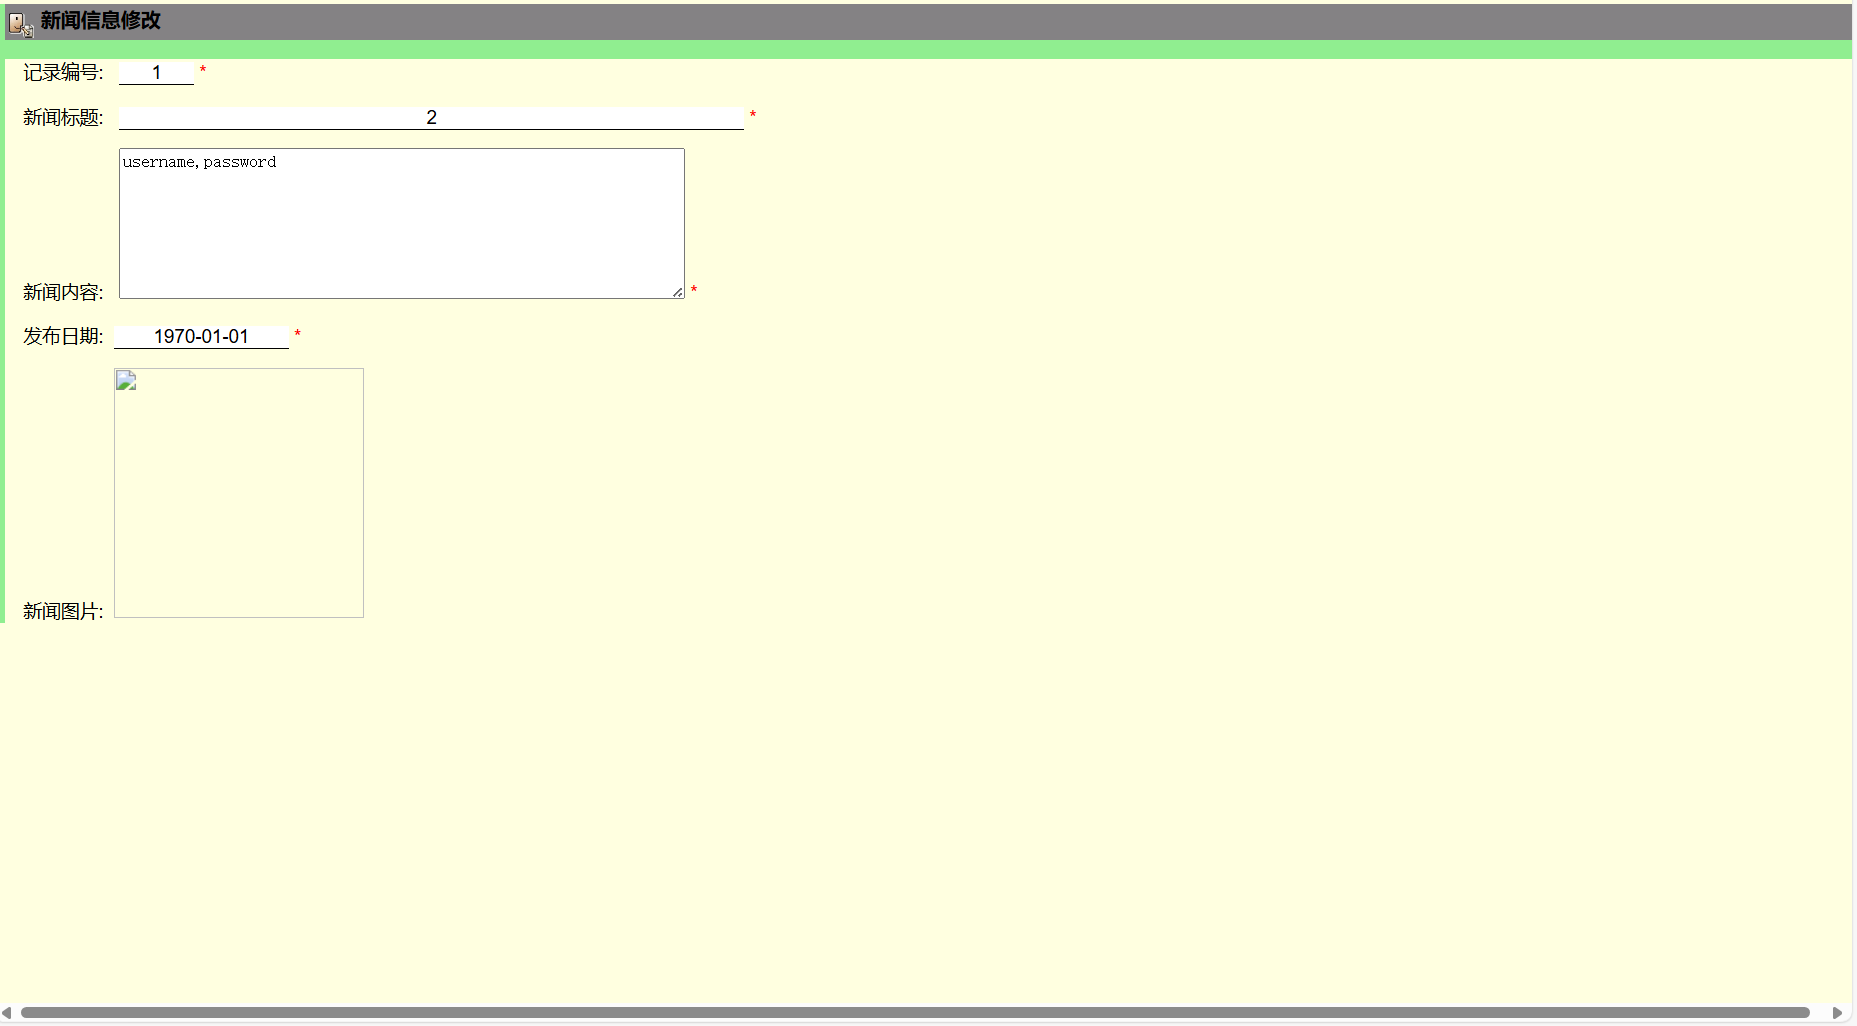 新闻信息修改
记录编号: 1 *
新闻标题: 2 *
username,password
新闻内容: *
发布日期: 1970-01-01 *
新闻图片: